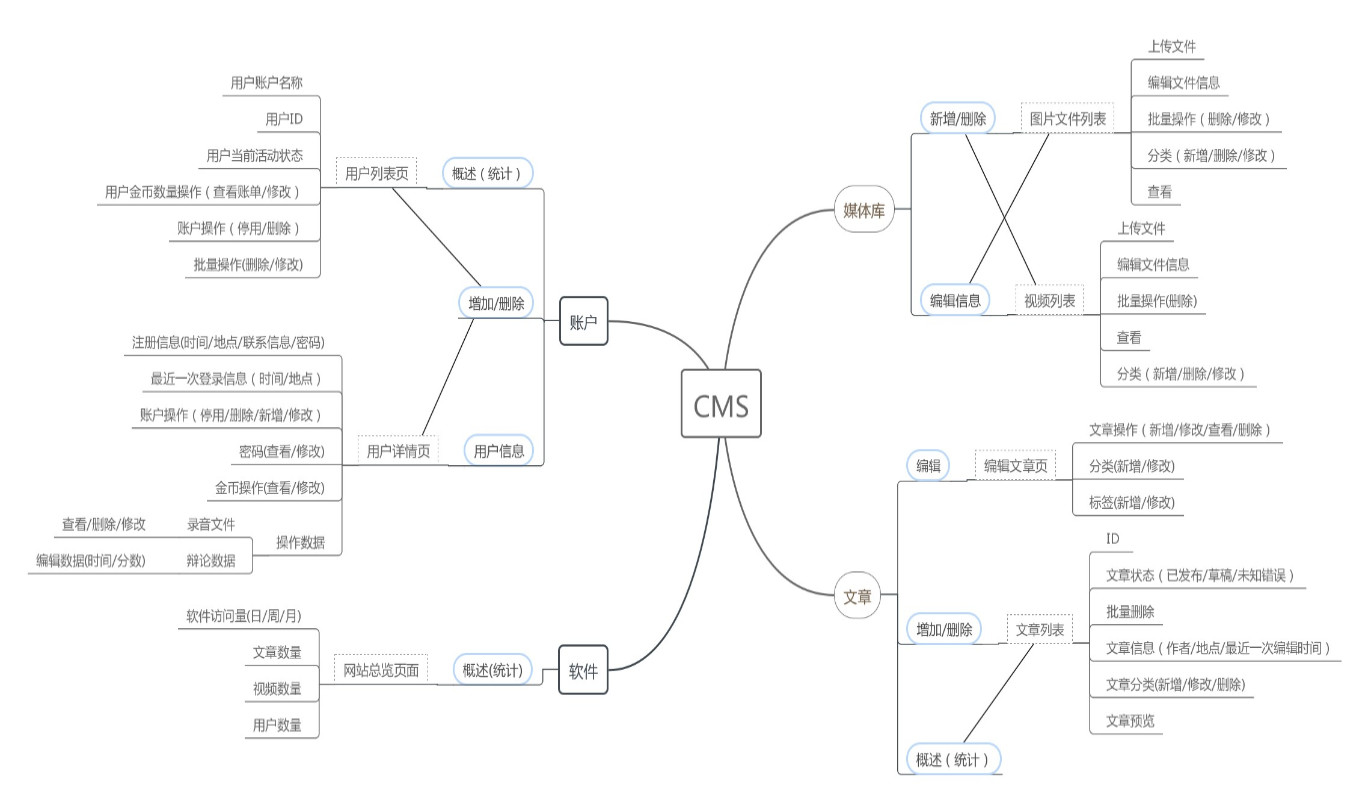 CMS
账户
概述（统计）
用户列表页
用户账户名称
用户ID
用户当前活动状态
用户金币数量操作（查看账单/修改）
账户操作（停用/删除）
批量操作(删除/修改)
增加/删除
用户信息
用户详情页
注册信息(时间/地点/联系信息/密码)
最近一次登录信息（时间/地点）
账户操作（停用/删除/新增/修改）
密码(查看/修改)
金币操作(查看/修改)
操作数据
录音文件
查看/删除/修改
辩论数据
编辑数据(时间/分数)
软件
概述(统计)
网站总览页面
软件访问量(日/周/月)
文章数量
视频数量
用户数量
媒体库
新增/删除
图片文件列表
上传文件
编辑文件信息
批量操作（删除/修改）
分类（新增/删除/修改）
查看
编辑信息
视频列表
上传文件
编辑文件信息
批量操作(删除)
查看
分类（新增/删除/修改）
文章
编辑
编辑文章页
文章操作（新增/修改/查看/删除）
分类(新增/修改)
标签(新增/修改)
增加/删除
文章列表
ID
文章状态（已发布/草稿/未知错误）
批量删除
文章信息（作者/地点/最近一次编辑时间）
文章分类(新增/修改/删除)
文章预览
概述（统计）